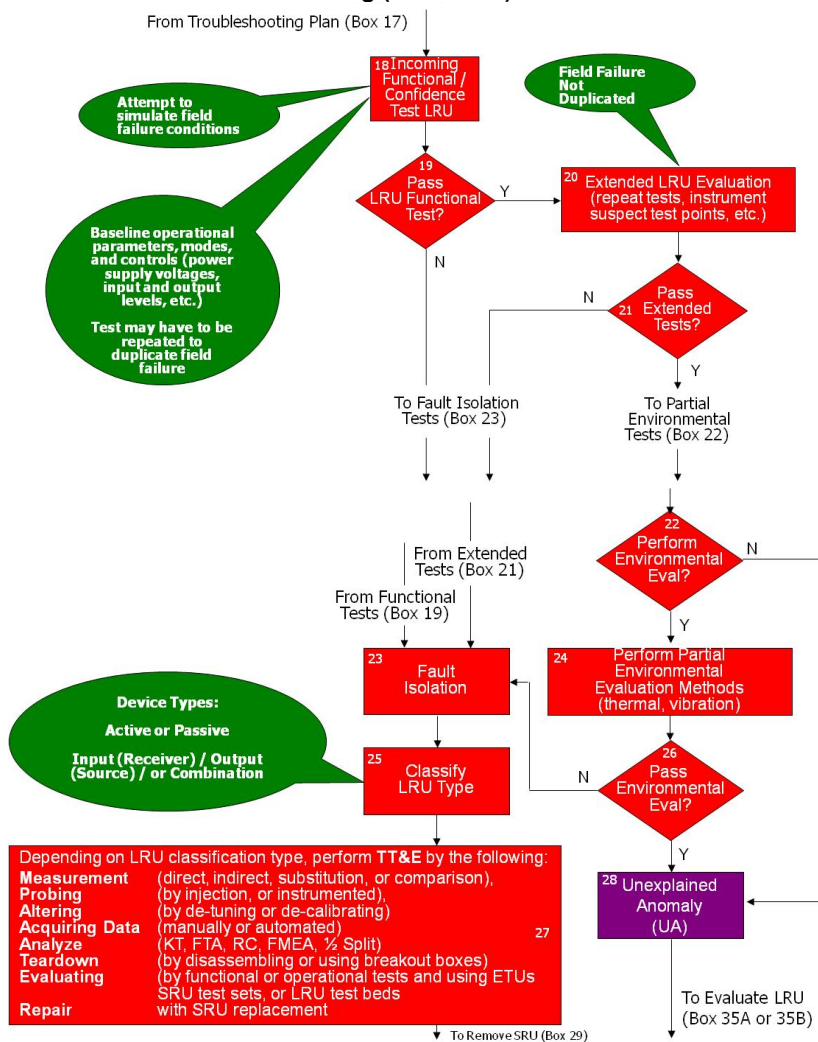 From Troubleshooting Plan (Box 17)
18 Incoming
Functional /
Confidence
Test LRU
Attempt to
simulate field
failure conditions
Field Failure
Not
Duplicated
19
Pass
LRU Functional
Test?
Y
20 Extended LRU Evaluation
(repeat tests, instrument
suspect test points, etc.)
Baseline operational
parameters, modes,
and controls (power
supply voltages,
input and output
levels, etc.)
Test may have to be
repeated to
duplicate field
failure
N
N
21
Pass
Extended
Tests?
Y
To Fault Isolation
Tests (Box 23)
To Partial
Environmental
Tests (Box 22)
22
Perform
Environmental
Eval?
N
Y
From Extended
Tests (Box 21)
From Functional
Tests (Box 19)
23
Fault
Isolation
24 Perform Partial
Environmental
Evaluation Methods
(thermal, vibration)
Device Types:
Active or Passive
Input (Receiver) / Output
(Source) / or Combination
25
Classify
LRU Type
26
Pass
Environmental
Eval?
N
Y
Depending on LRU classification type, perform TT&E by the following:
Measurement (direct, indirect, substitution, or comparison),
Probing (by injection, or instrumented),
Altering (by de-tuning or de-calibrating)
Acquiring Data (manually or automated) 27
Analyze (KT, FTA, RC, FMEA, ½ Split)
Teardown (by disassembling or using breakout boxes)
Evaluating (by functional or operational tests and using ETUs
SRU test sets, or LRU test beds
Repair with SRU replacement
28 Unexplained
Anomaly
(UA)
To Evaluate LRU
(Box 35A or 35B)
To Remove SRU (Box 29)